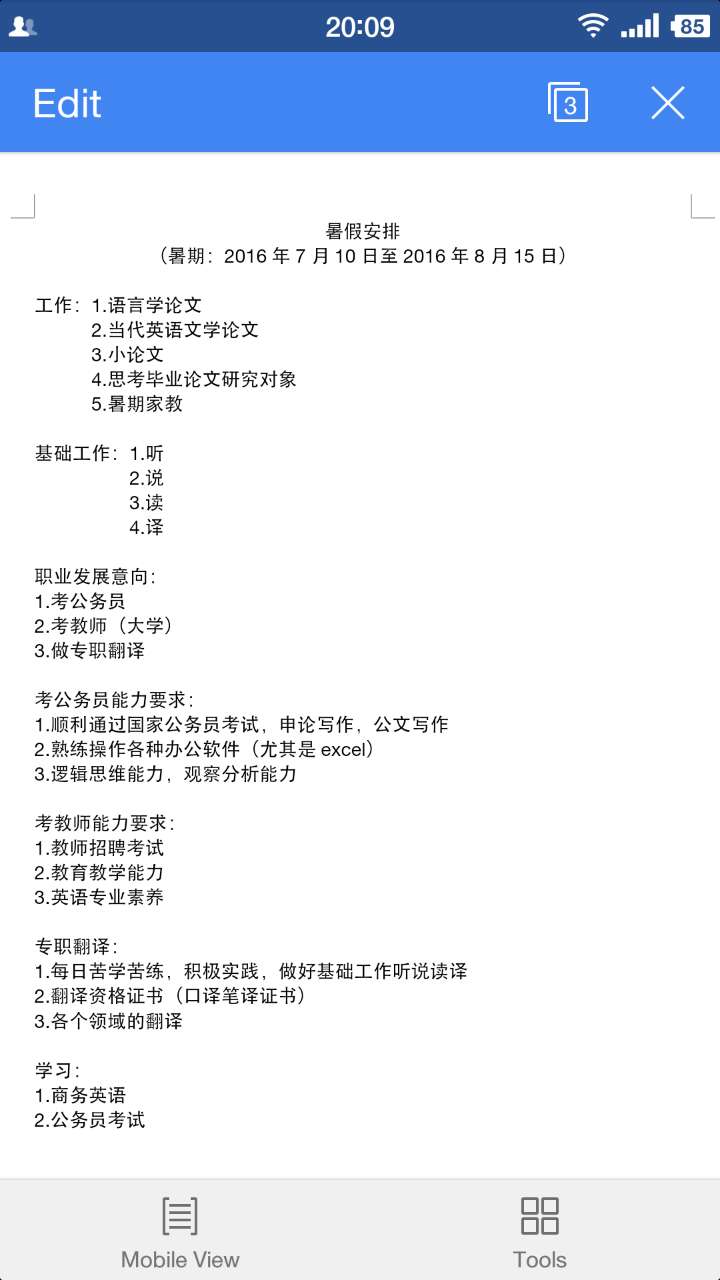 20:09
85
Edit
3
暑假安排
（暑期：2016 年 7 月 10 日至 2016 年 8 月 15 日）
工作：1.语言学论文
2.当代英语文学论文
3.小论文
4.思考毕业论文研究对象
5.暑期家教
基础工作：1.听
2.说
3.读
4.译
职业发展意向：
1.考公务员
2.考教师（大学）
3.做专职翻译
考公务员能力要求：
1.顺利通过国家公务员考试，申论写作，公文写作
2.熟练操作各种办公软件（尤其是 excel）
3.逻辑思维能力，观察分析能力
考教师能力要求：
1.教师招聘考试
2.教育教学能力
3.英语专业素养
专职翻译：
1.每日苦学苦练，积极实践，做好基础工作听说读译
2.翻译资格证书（口译笔译证书）
3.各个领域的翻译
学习：
1.商务英语
2.公务员考试
Mobile View
Tools